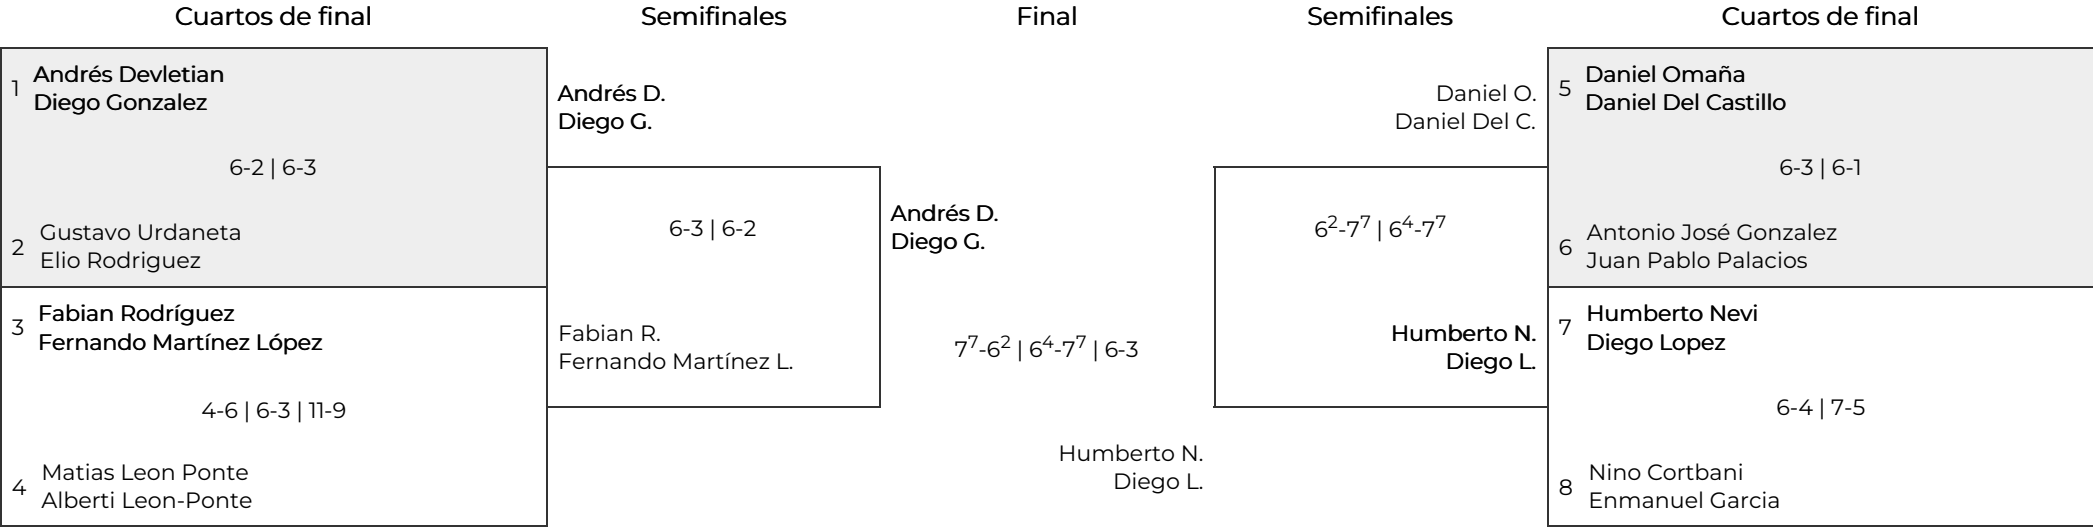 Cuartos de final
Semifinales
Final
Semifinales
Cuartos de final
1
Andrés Devletian
Diego Gonzalez
6-2 | 6-3
2
Gustavo Urdaneta
Elio Rodriguez
3
Fabian Rodríguez
Fernando Martínez López
4-6 | 6-3 | 11-9
4
Matias Leon Ponte
Alberti Leon-Ponte
Andrés D.
Diego G.
6-3 | 6-2
Fabian R.
Fernando Martínez L.
Andrés D.
Diego G.
7⁷-6² | 6⁴-7⁷ | 6-3
Humberto N.
Diego L.
Daniel O.
Daniel Del C.
6²-7⁷ | 6⁴-7⁷
Humberto N.
Diego L.
5
Daniel Omaña
Daniel Del Castillo
6-3 | 6-1
6
Antonio José Gonzalez
Juan Pablo Palacios
7
Humberto Nevi
Diego Lopez
6-4 | 7-5
8
Nino Cortbani
Enmanuel Garcia